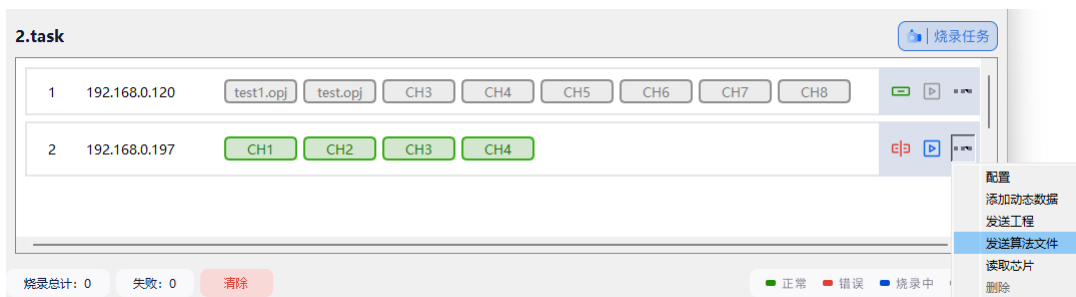 2.task
烧录任务
1 192.168.0.120 test1.opj test.opj CH3 CH4 CH5 CH6 CH7 CH8
2 192.168.0.197 CH1 CH2 CH3 CH4
配置
添加动态数据
发送工程
发送算法文件
读取芯片
删除
烧录总计: 0 失败: 0 清除 正常 错误 烧录中